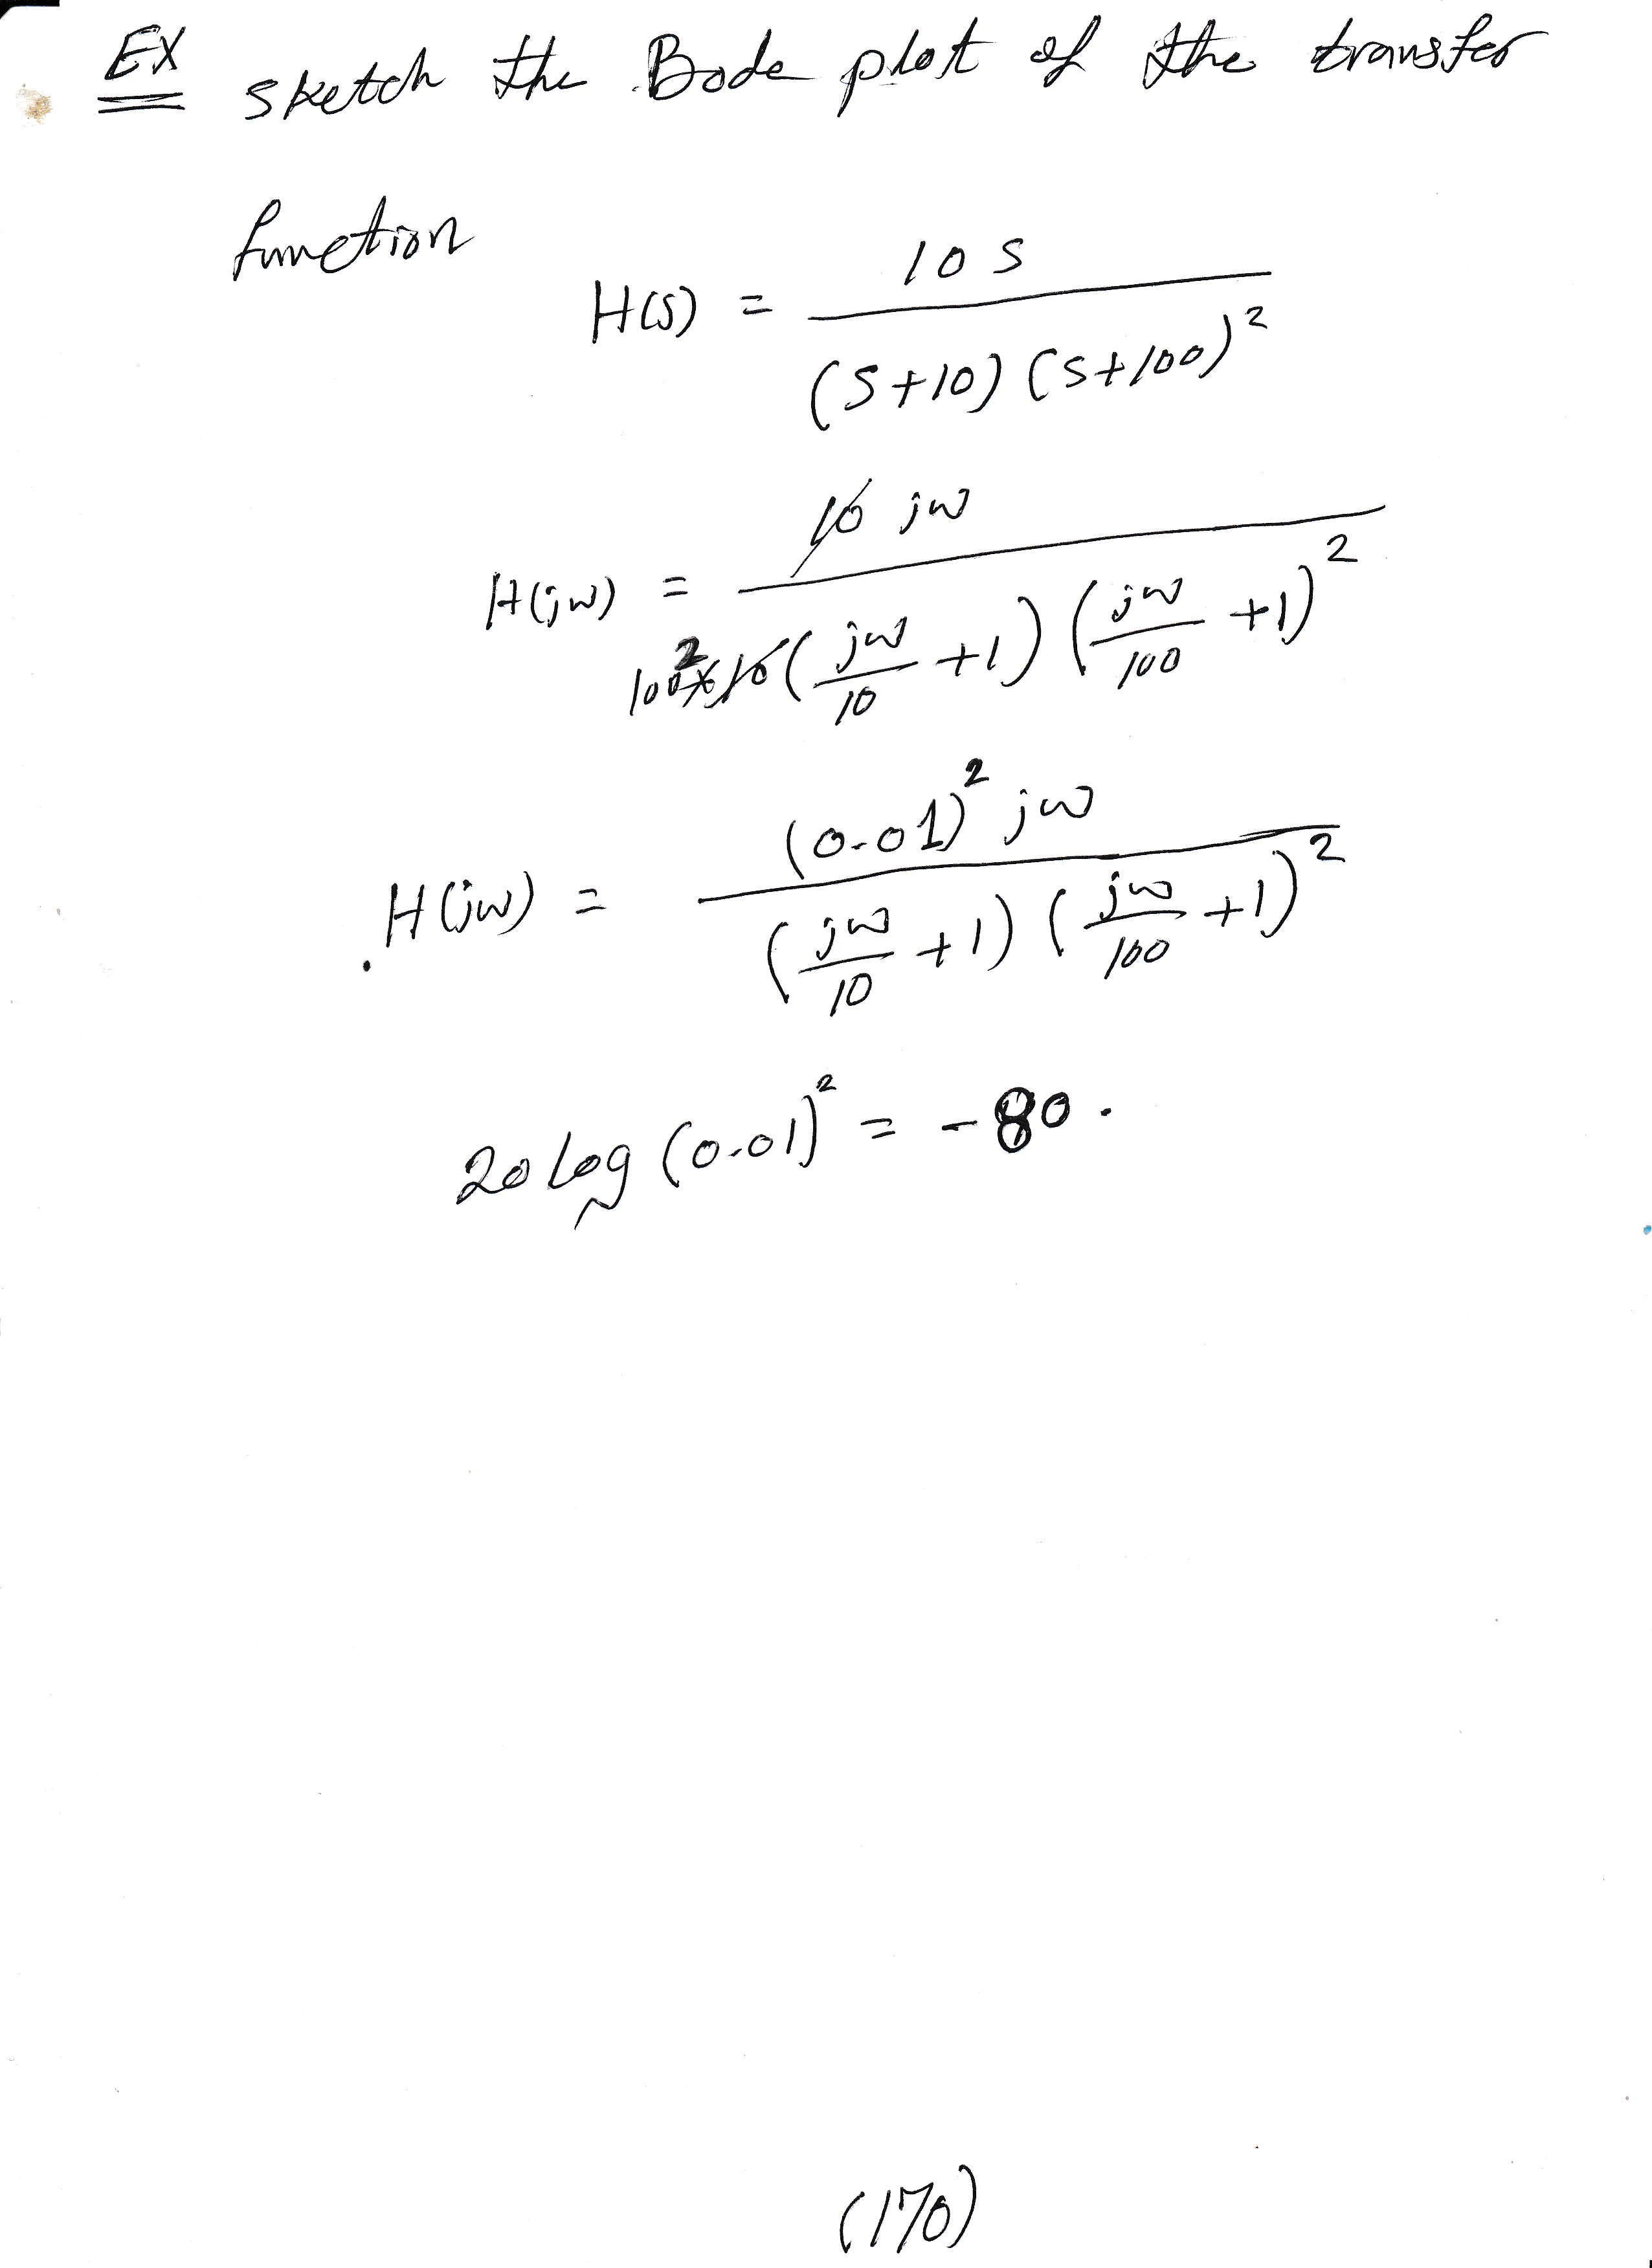 EX sketch the Bode plot of the transfer
function
H(s) = 10 s / (s+10) (s+100)²
H(jw) = 10 jw / 100² x 10 (jw/10 +1) (jw/100 +1)²
H(jw) = (0.01)² jw / (jw/10 +1) (jw/100 +1)²
20 log (0.01)² = -80.
(170)